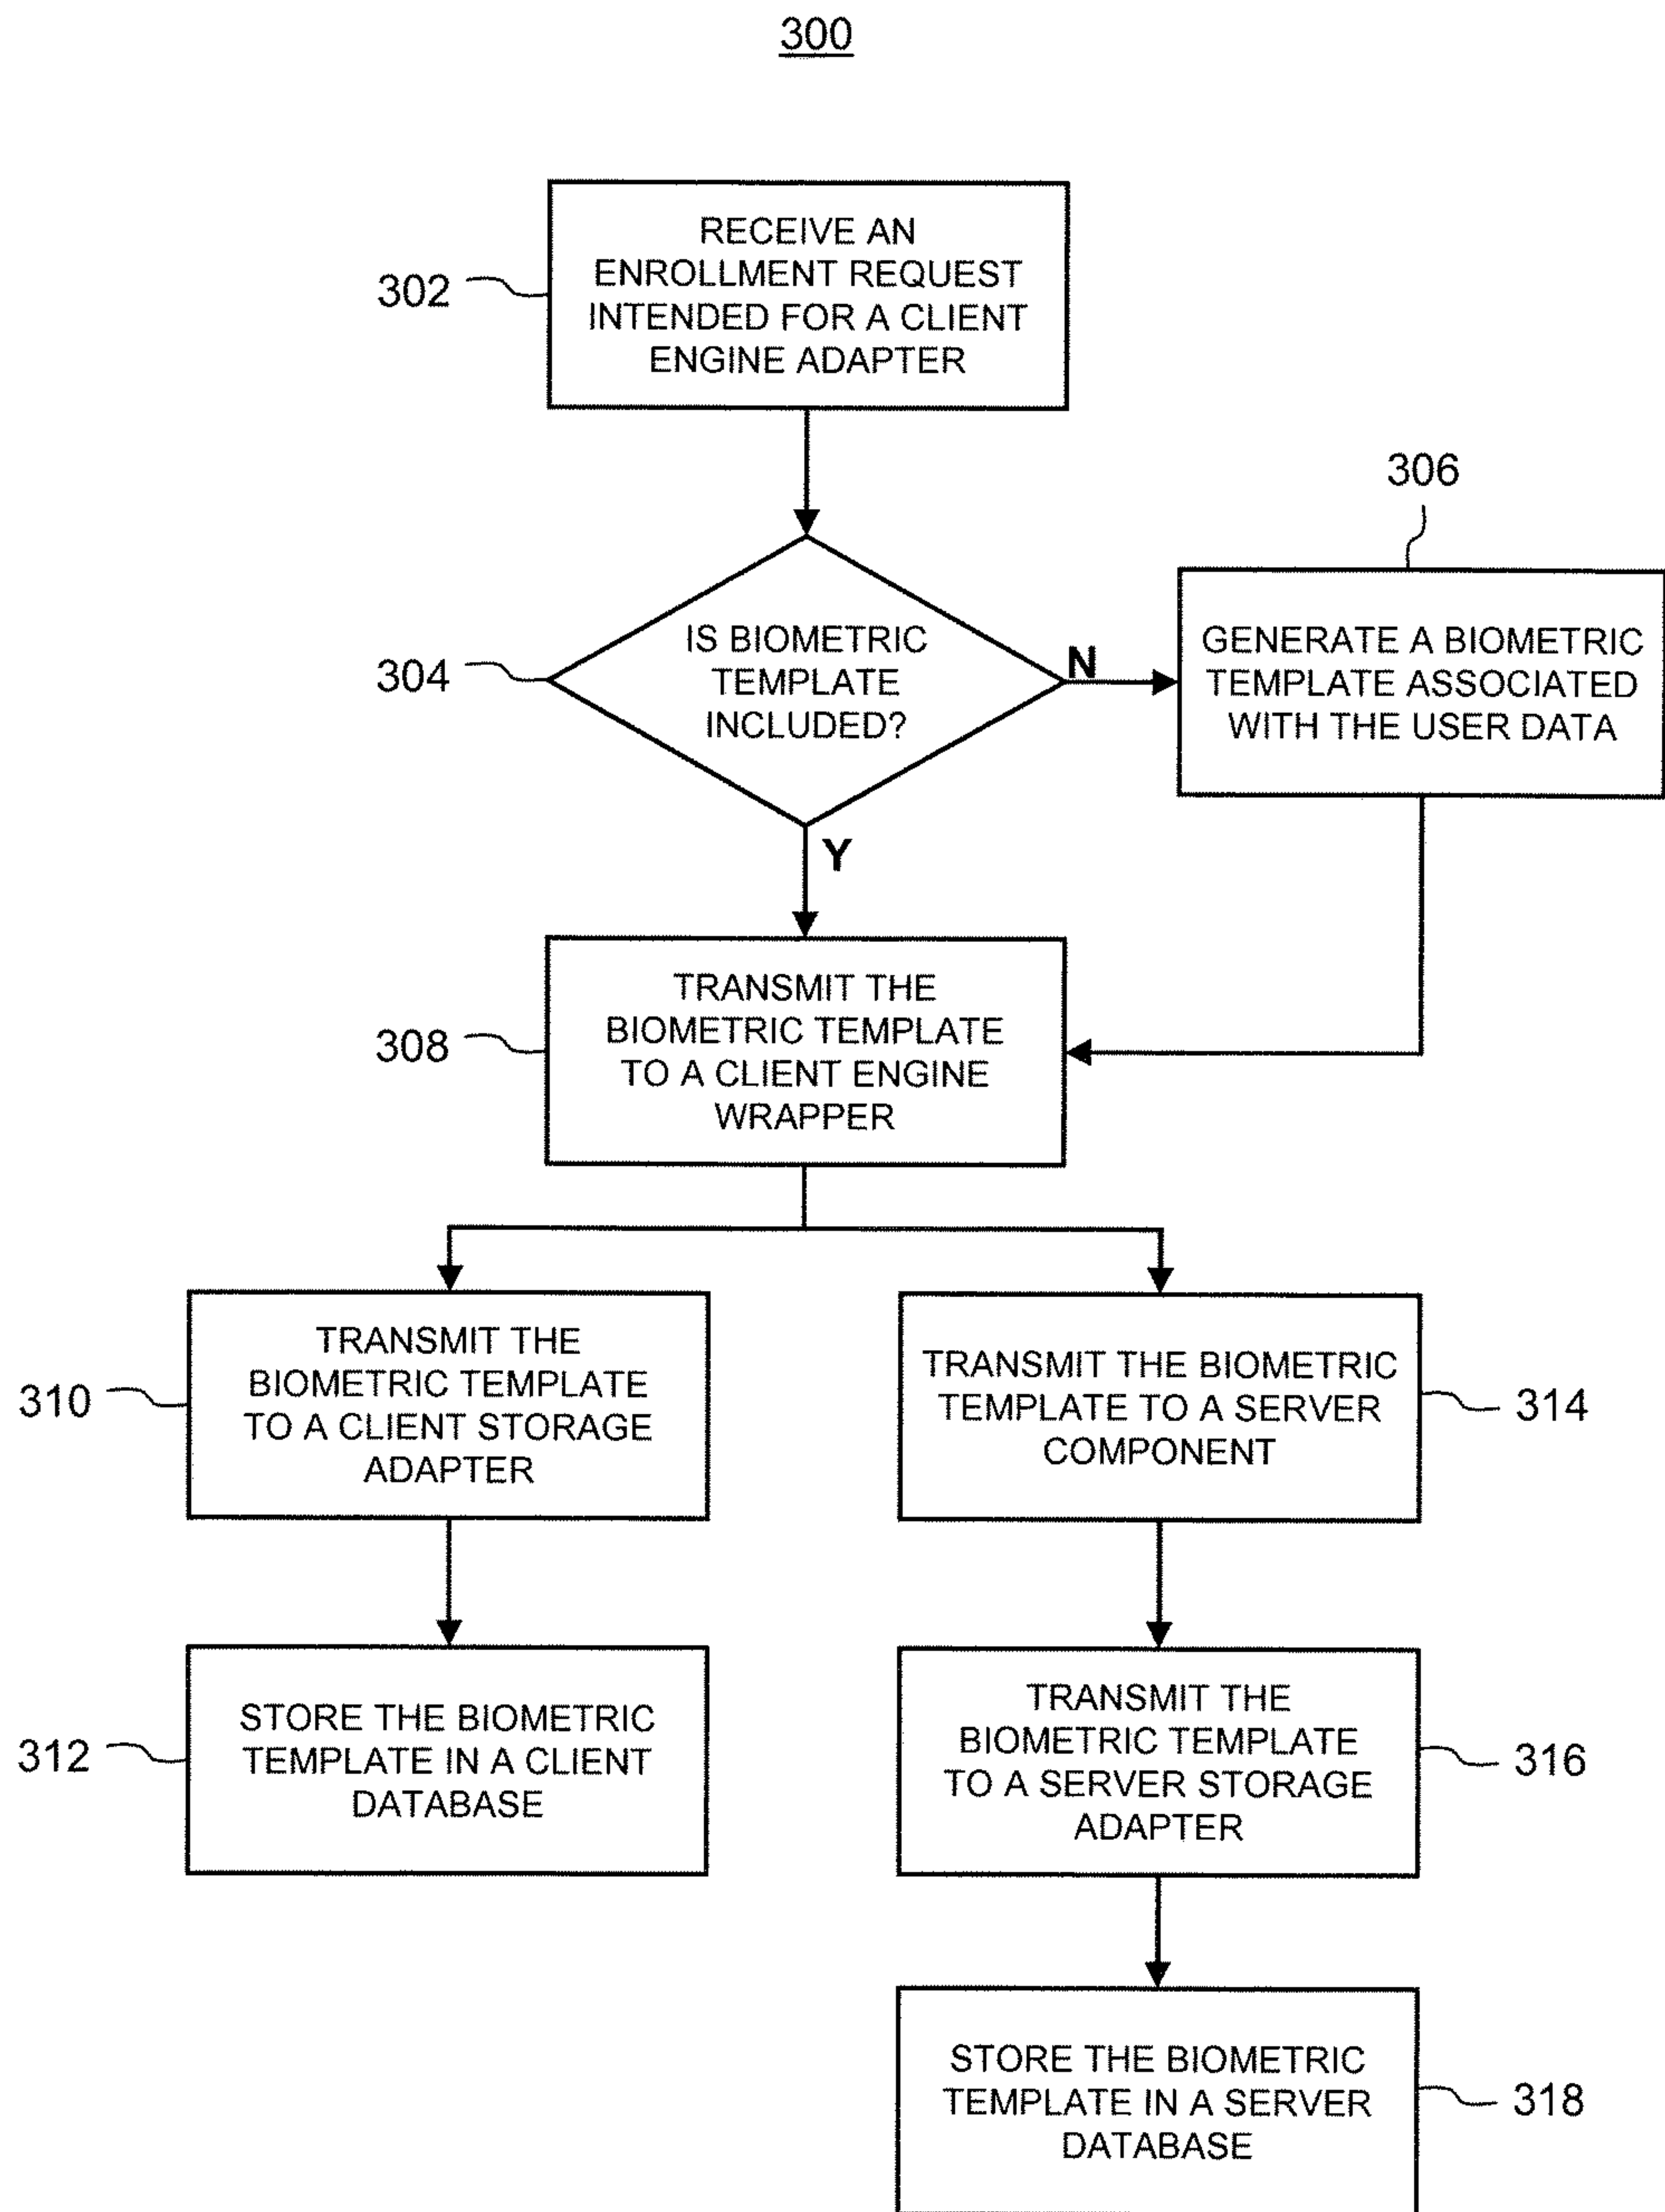 300
302
RECEIVE AN
ENROLLMENT REQUEST
INTENDED FOR A CLIENT
ENGINE ADAPTER
304
IS BIOMETRIC
TEMPLATE
INCLUDED?
N
306
GENERATE A BIOMETRIC
TEMPLATE ASSOCIATED
WITH THE USER DATA
Y
308
TRANSMIT THE
BIOMETRIC TEMPLATE
TO A CLIENT ENGINE
WRAPPER
310
TRANSMIT THE
BIOMETRIC TEMPLATE
TO A CLIENT STORAGE
ADAPTER
312
STORE THE BIOMETRIC
TEMPLATE IN A CLIENT
DATABASE
TRANSMIT THE BIOMETRIC
TEMPLATE TO A SERVER
COMPONENT
314
TRANSMIT THE
BIOMETRIC TEMPLATE
TO A SERVER STORAGE
ADAPTER
316
STORE THE BIOMETRIC
TEMPLATE IN A SERVER
DATABASE
318